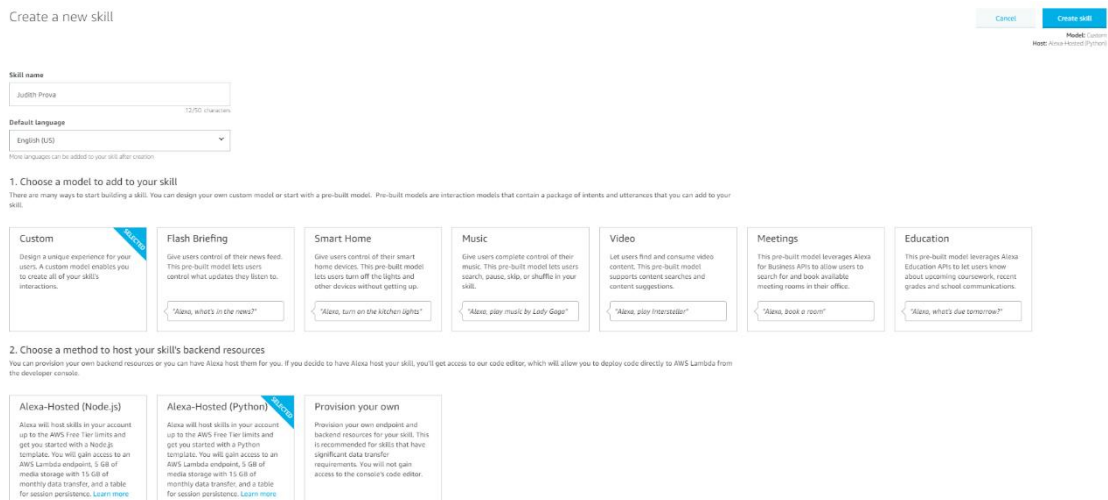 Create a new skill
Cancel
Create skill
Model: Custom
Host: Alexa-Hosted (Python)
Skill name
Judith Prova
12/50 characters
Default language
English (US)
More languages can be added to your skill after creation
1. Choose a model to add to your skill
There are many ways to start building a skill. You can design your own custom model or start with a pre-built model. Pre-built models are interaction models that contain a package of intents and utterances that you can add to your
skill.
Custom
SELECTED
Design a unique experience for your
users. A custom model enables you
to create all of your skill's
interactions.
Flash Briefing
Give users control of their news feed.
This pre-built model lets users
control what updates they listen to.
"Alexa, what's in the news?"
Smart Home
Give users control of their smart
home devices. This pre-built model
lets users turn off the lights and
other devices without getting up.
"Alexa, turn on the kitchen lights"
Music
Give users complete control of their
music. This pre-built model lets users
search, pause, skip, or shuffle in your
skill.
"Alexa, play music by Lady Gaga"
Video
Let users find and consume video
content. This pre-built model
supports content searches and
content suggestions.
"Alexa, play Interstellar"
Meetings
This pre-built model leverages Alexa
for Business APIs to allow users to
search for and book available
meeting rooms in their office.
"Alexa, book a room"
Education
This pre-built model leverages Alexa
Education APIs to let users know
about upcoming coursework, recent
grades and school communications.
"Alexa, what's due tomorrow?"
2. Choose a method to host your skill's backend resources
You can provision your own backend resources or you can have Alexa host them for you. If you decide to have Alexa host your skill, you'll get access to our code editor, which will allow you to deploy code directly to AWS Lambda from
the developer console.
Alexa-Hosted (Node.js)
Alexa will host skills in your account
up to the AWS Free Tier limits and
get you started with a Node.js
template. You will gain access to an
AWS Lambda endpoint, 5 GB of
media storage with 15 GB of
monthly data transfer, and a table
for session persistence. Learn more
Alexa-Hosted (Python)
SELECTED
Alexa will host skills in your account
up to the AWS Free Tier limits and
get you started with a Python
template. You will gain access to an
AWS Lambda endpoint, 5 GB of
media storage with 15 GB of
monthly data transfer, and a table
for session persistence. Learn more
Provision your own
Provision your own endpoint and
backend resources for your skill. This
is recommended for skills that have
significant data transfer
requirements. You will not gain
access to the console's code editor.